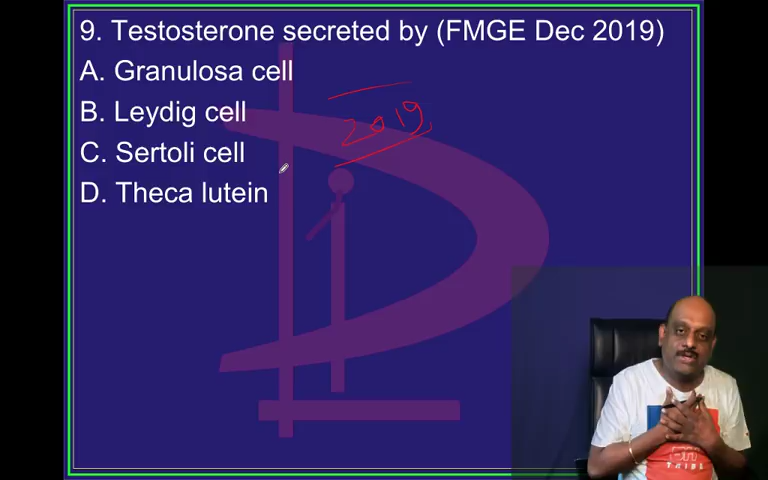 9. Testosterone secreted by (FMGE Dec 2019)
A. Granulosa cell
2019
B. Leydig cell
C. Sertoli cell
D. Theca lutein